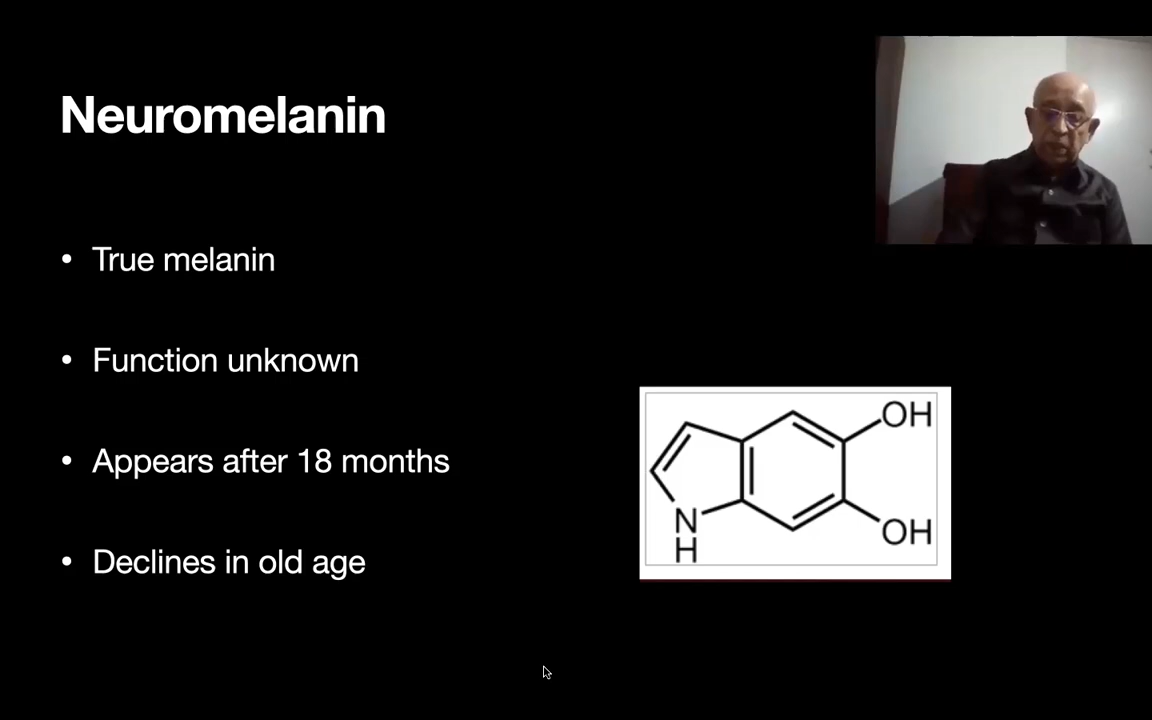 Neuromelanin
• True melanin
• Function unknown
• Appears after 18 months
• Declines in old age
OH
OH
N
H